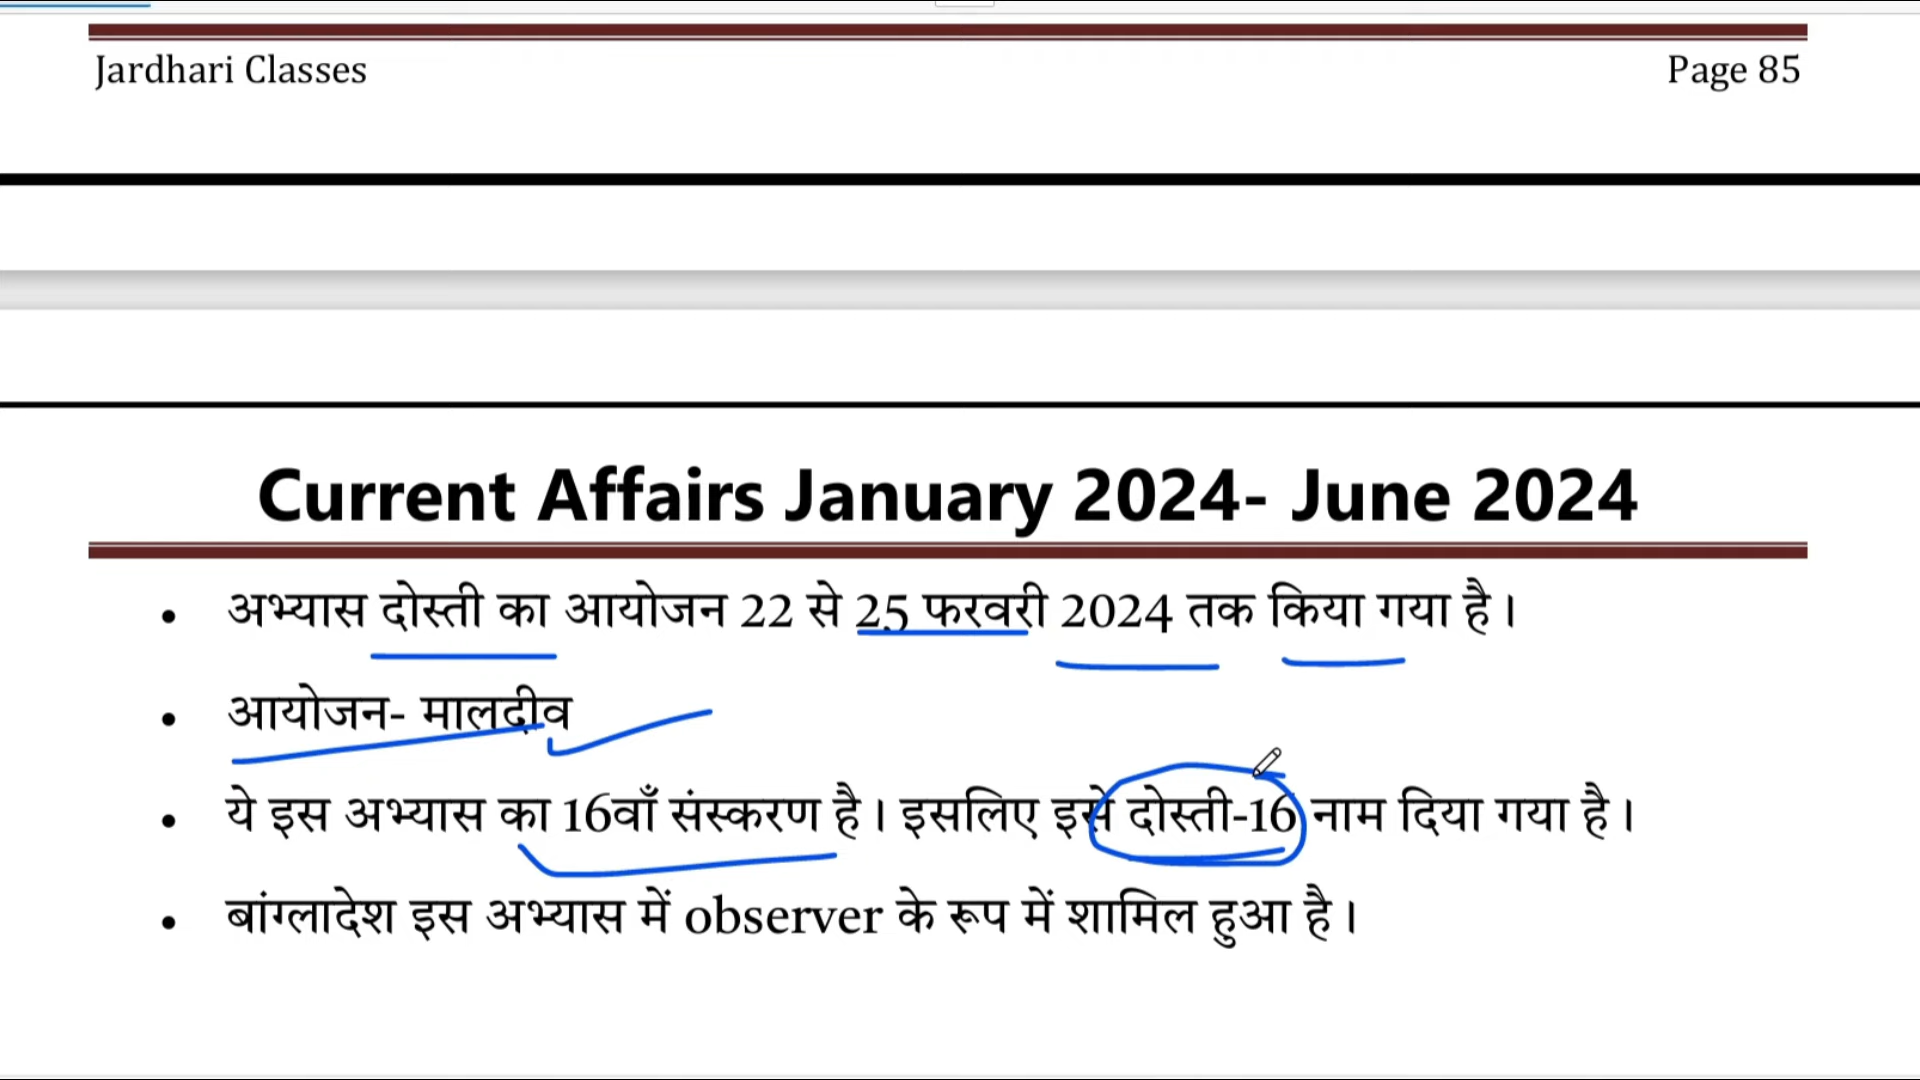 Jardhari Classes Page 85
Current Affairs January 2024- June 2024
• अभ्यास दोस्ती का आयोजन 22 से 25 फरवरी 2024 तक किया गया है।
• आयोजन- मालदीव
• ये इस अभ्यास का 16वाँ संस्करण है। इसलिए इसे दोस्ती-16 नाम दिया गया है।
• बांग्लादेश इस अभ्यास में observer के रूप में शामिल हुआ है।